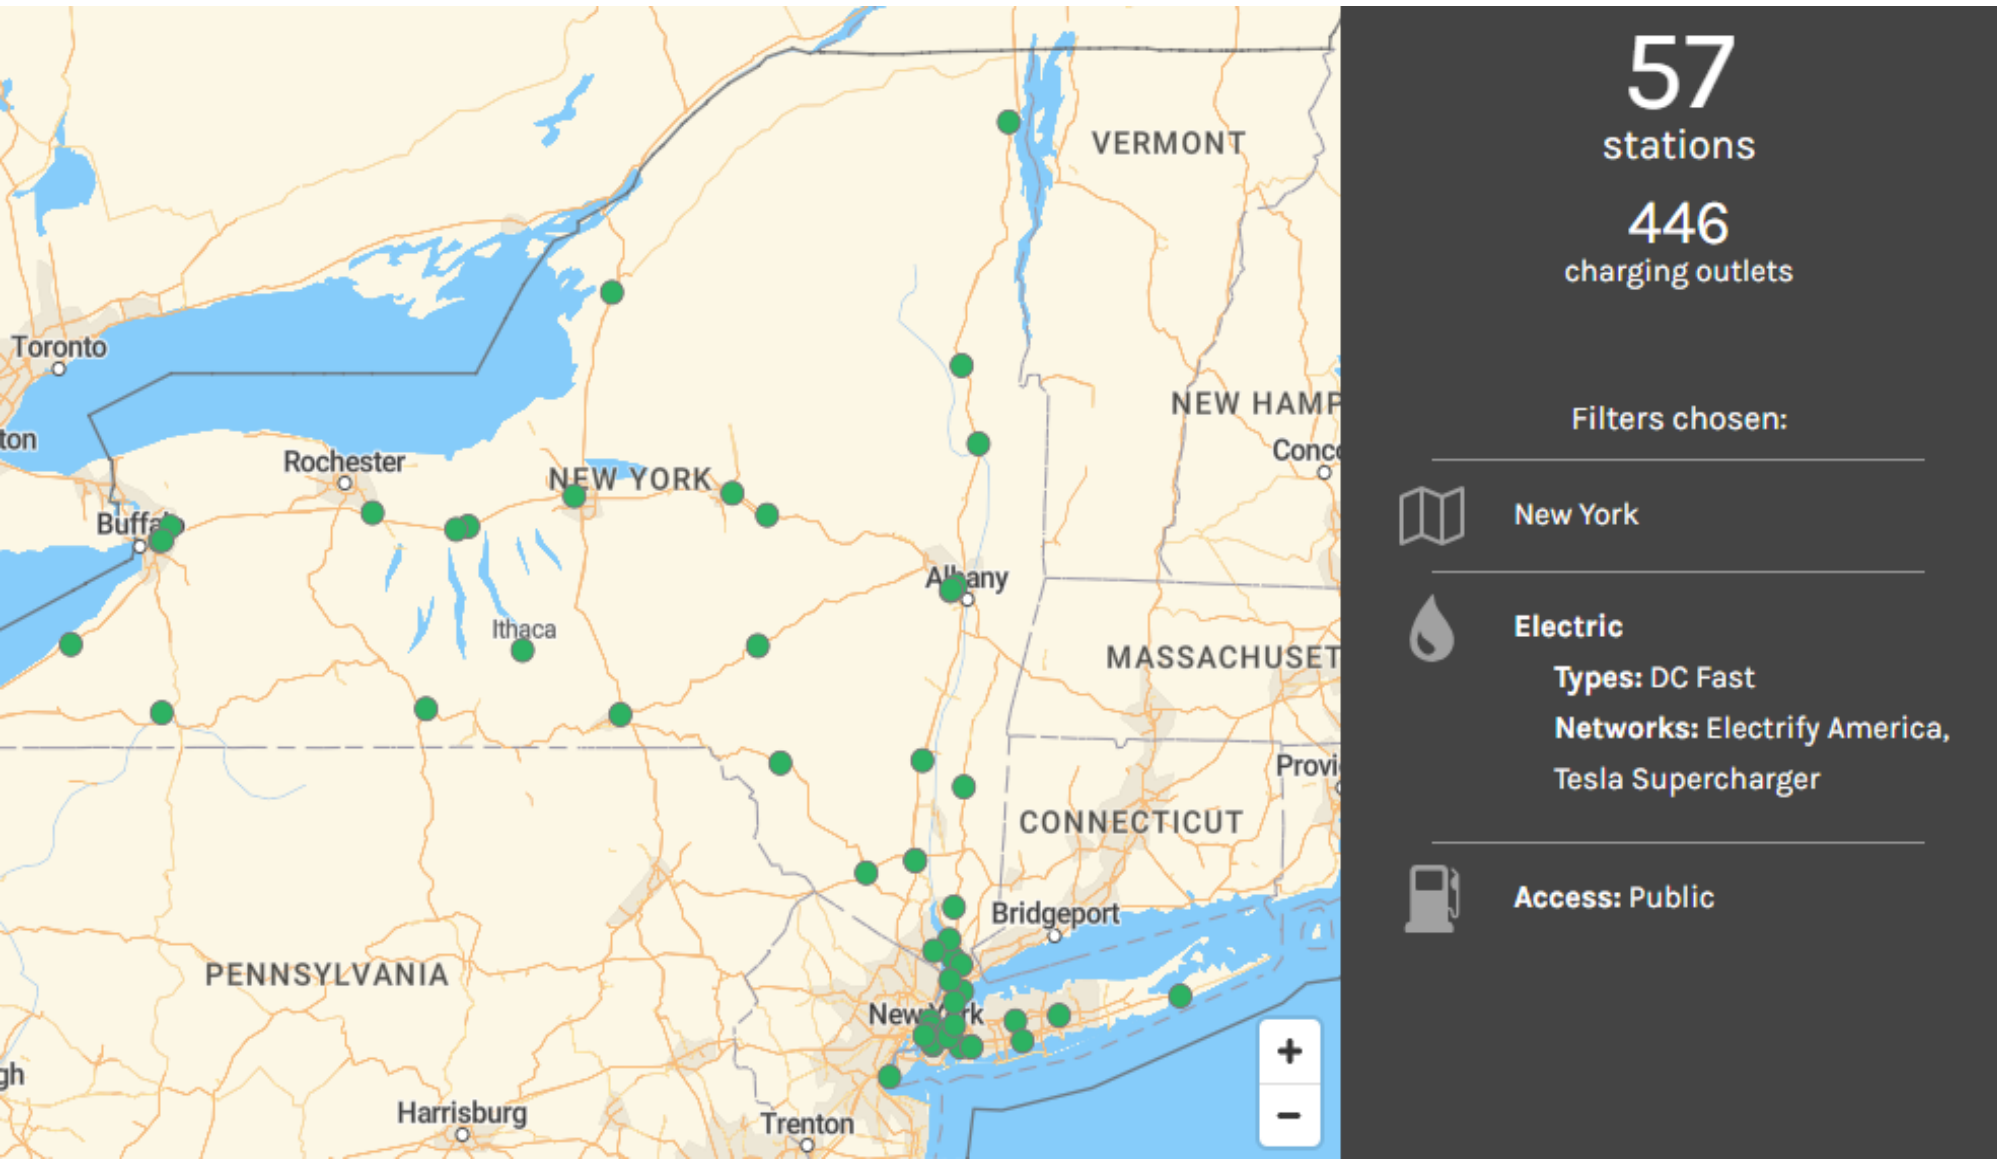 VERMONT
Toronto
NEW HAMP
ton
Conco
Rochester
NEW YORK
Buffalo
Albany
Ithaca
MASSACHUSET
Provi
CONNECTICUT
Bridgeport
PENNSYLVANIA
New York
gh
Harrisburg
Trenton
+
−
57
stations
446
charging outlets
Filters chosen:
New York
Electric
Types: DC Fast
Networks: Electrify America,
Tesla Supercharger
Access: Public